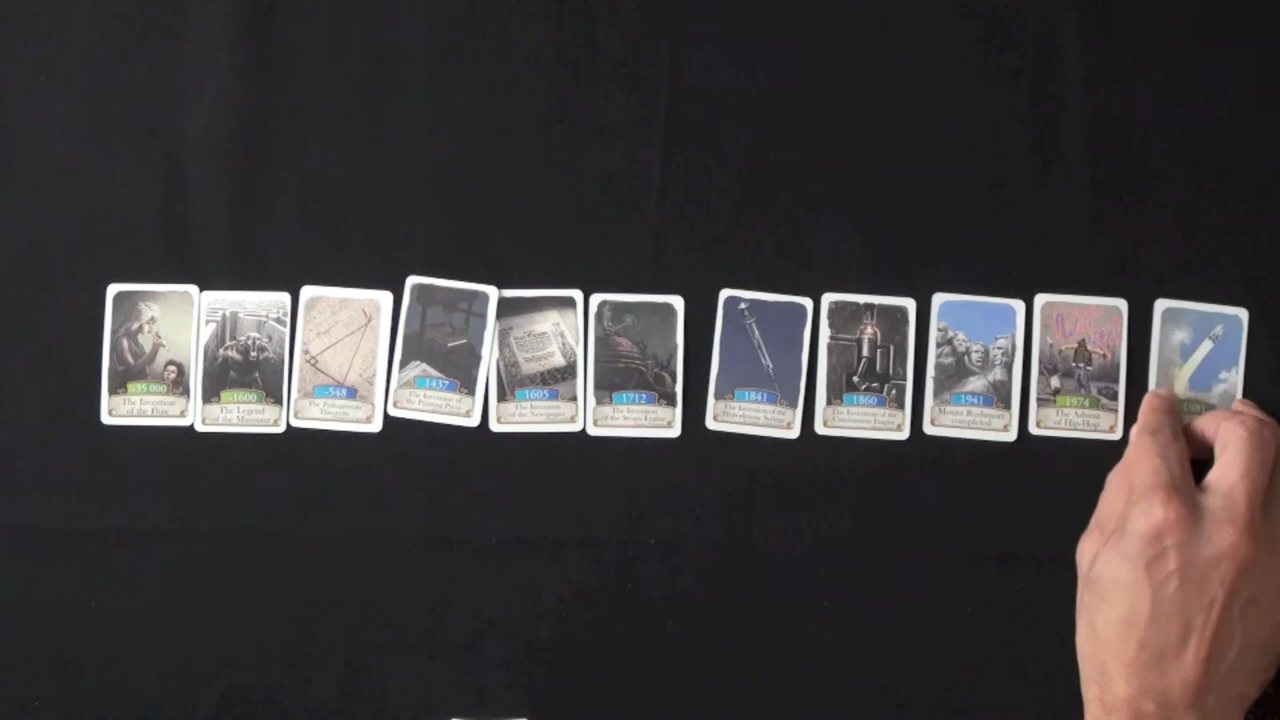 -35 000
The Invention
of the Flute
-1600
The Legend
of the Minotaur
-548
The Pythagorean
Theorem
1437
The Invention of
the Printing Press
1605
The Invention
of the Newspaper
1712
The Invention
of the Steam Engine
1841
The Invention of the
Hypodermic Syringe
1860
The Invention of the
Combustion Engine
1941
Mount Rushmore
completed
1974
The Advent
of Hip-Hop
1981